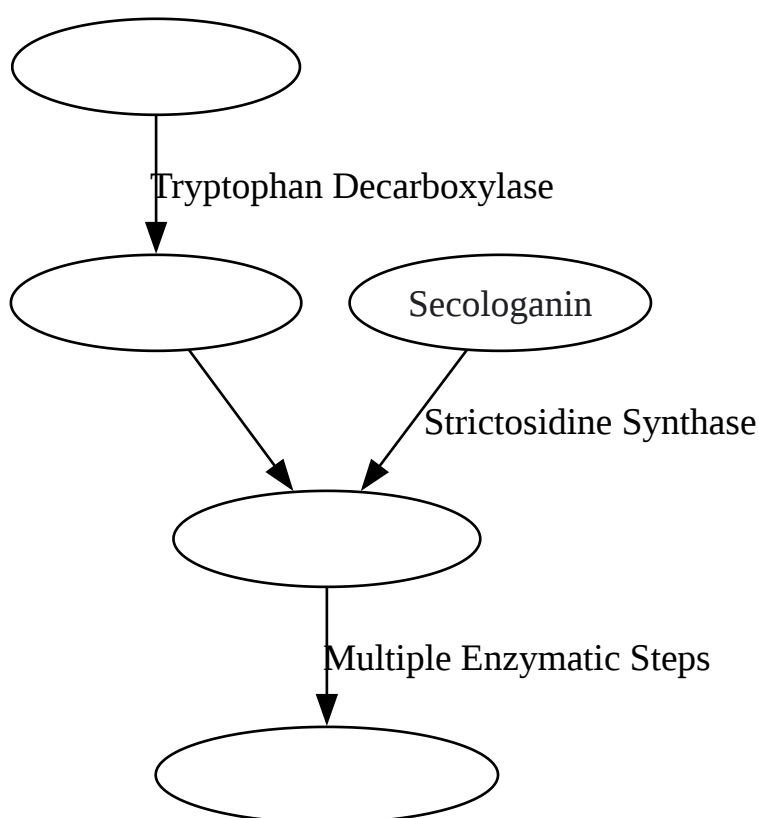 Tryptophan Decarboxylase
Secologanin
Strictosidine Synthase
Multiple Enzymatic Steps